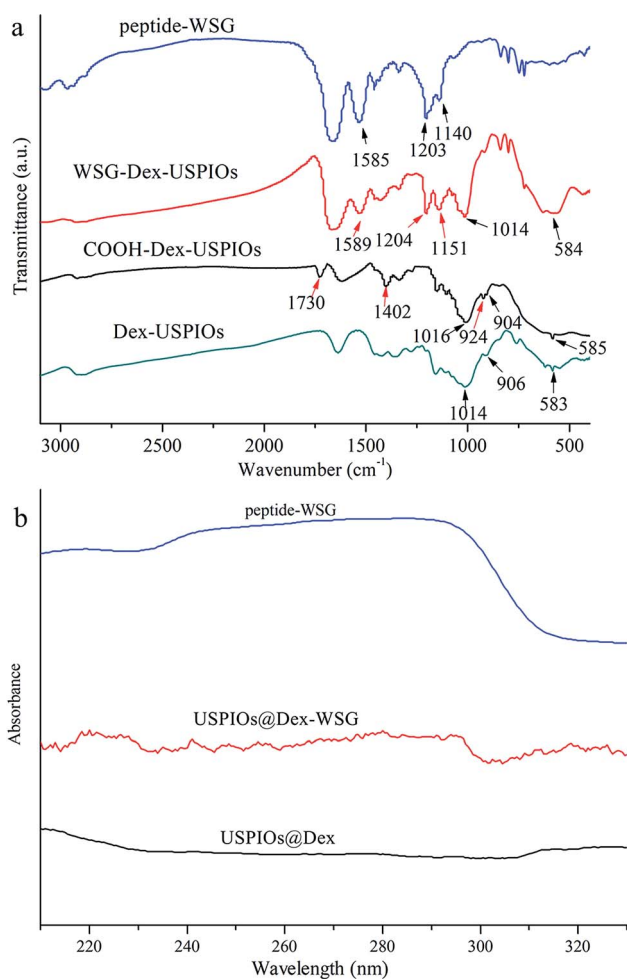 a
peptide-WSG
1585
1203
1140
WSG-Dex-USPIOs
1589
1204
1151
1014
584
COOH-Dex-USPIOs
1730
1402
1016
924
904
585
Dex-USPIOs
1014
906
583
Transmittance (a.u.)
3000 2500 2000 1500 1000 500
Wavenumber (cm⁻¹)
b
peptide-WSG
USPIOs@Dex-WSG
USPIOs@Dex
Absorbance
220 240 260 280 300 320
Wavelength (nm)